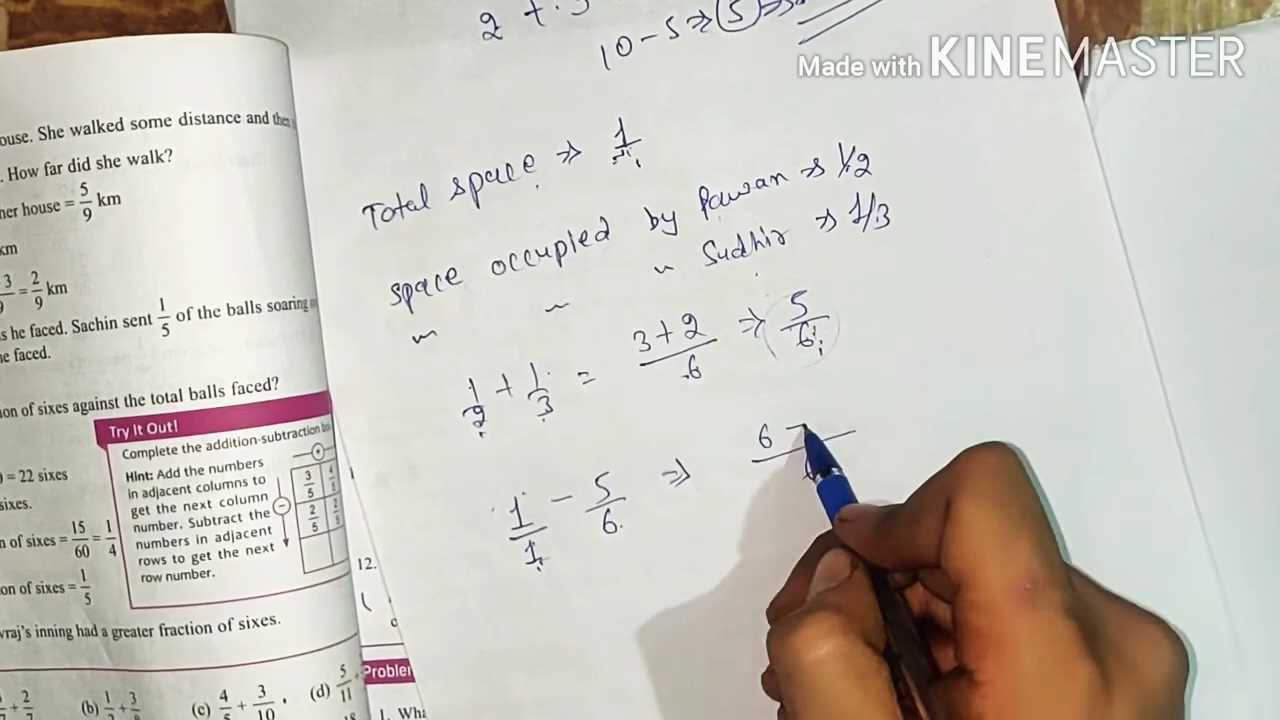 2 + .
10 - 5 ⇒ 5 ⇒
Made with KINEMASTER
Total space ⇒ 1
space occupied by Pawan ⇒ 1/2
" " " Sudhir ⇒ 1/3
1/2 + 1/3 = 3+2/6 ⇒ 5/6
1/1 - 5/6 ⇒ 6 -
ouse. She walked some distance and then
. How far did she walk?
her house = 5/9 km
km
3/9 = 2/9 km
s he faced. Sachin sent 1/5 of the balls soaring
he faced.
ion of sixes against the total balls faced?
Try It Out!
Complete the addition-subtraction
Hint: Add the numbers
in adjacent columns to
get the next column
number. Subtract the
numbers in adjacent
rows to get the next
row number.
+
-
3/5
2/5
) = 22 sixes
sixes.
n of sixes = 15/60 = 1/4
on of sixes = 1/5
vraj's inning had a greater fraction of sixes.
(b)
(c) 4/5 + 3/10 .
(d) 5/11
12.
Problem
1. Wha